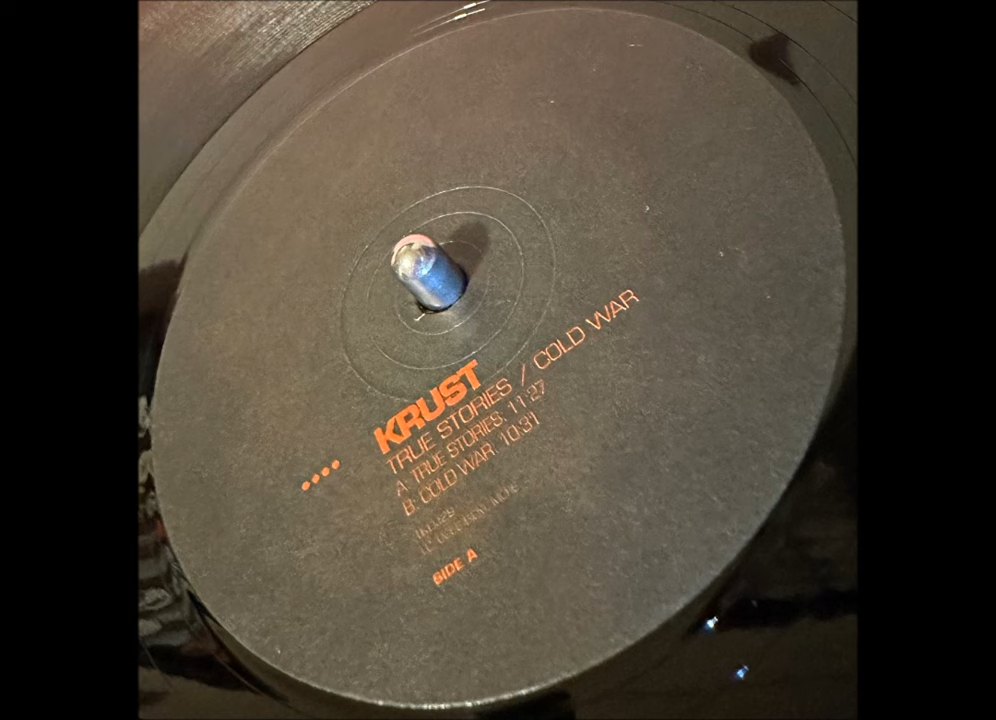 KRUST
TRUE STORIES / COLD WAR
A: TRUE STORIES. 11:27
B: COLD WAR. 10:31
SIDE A